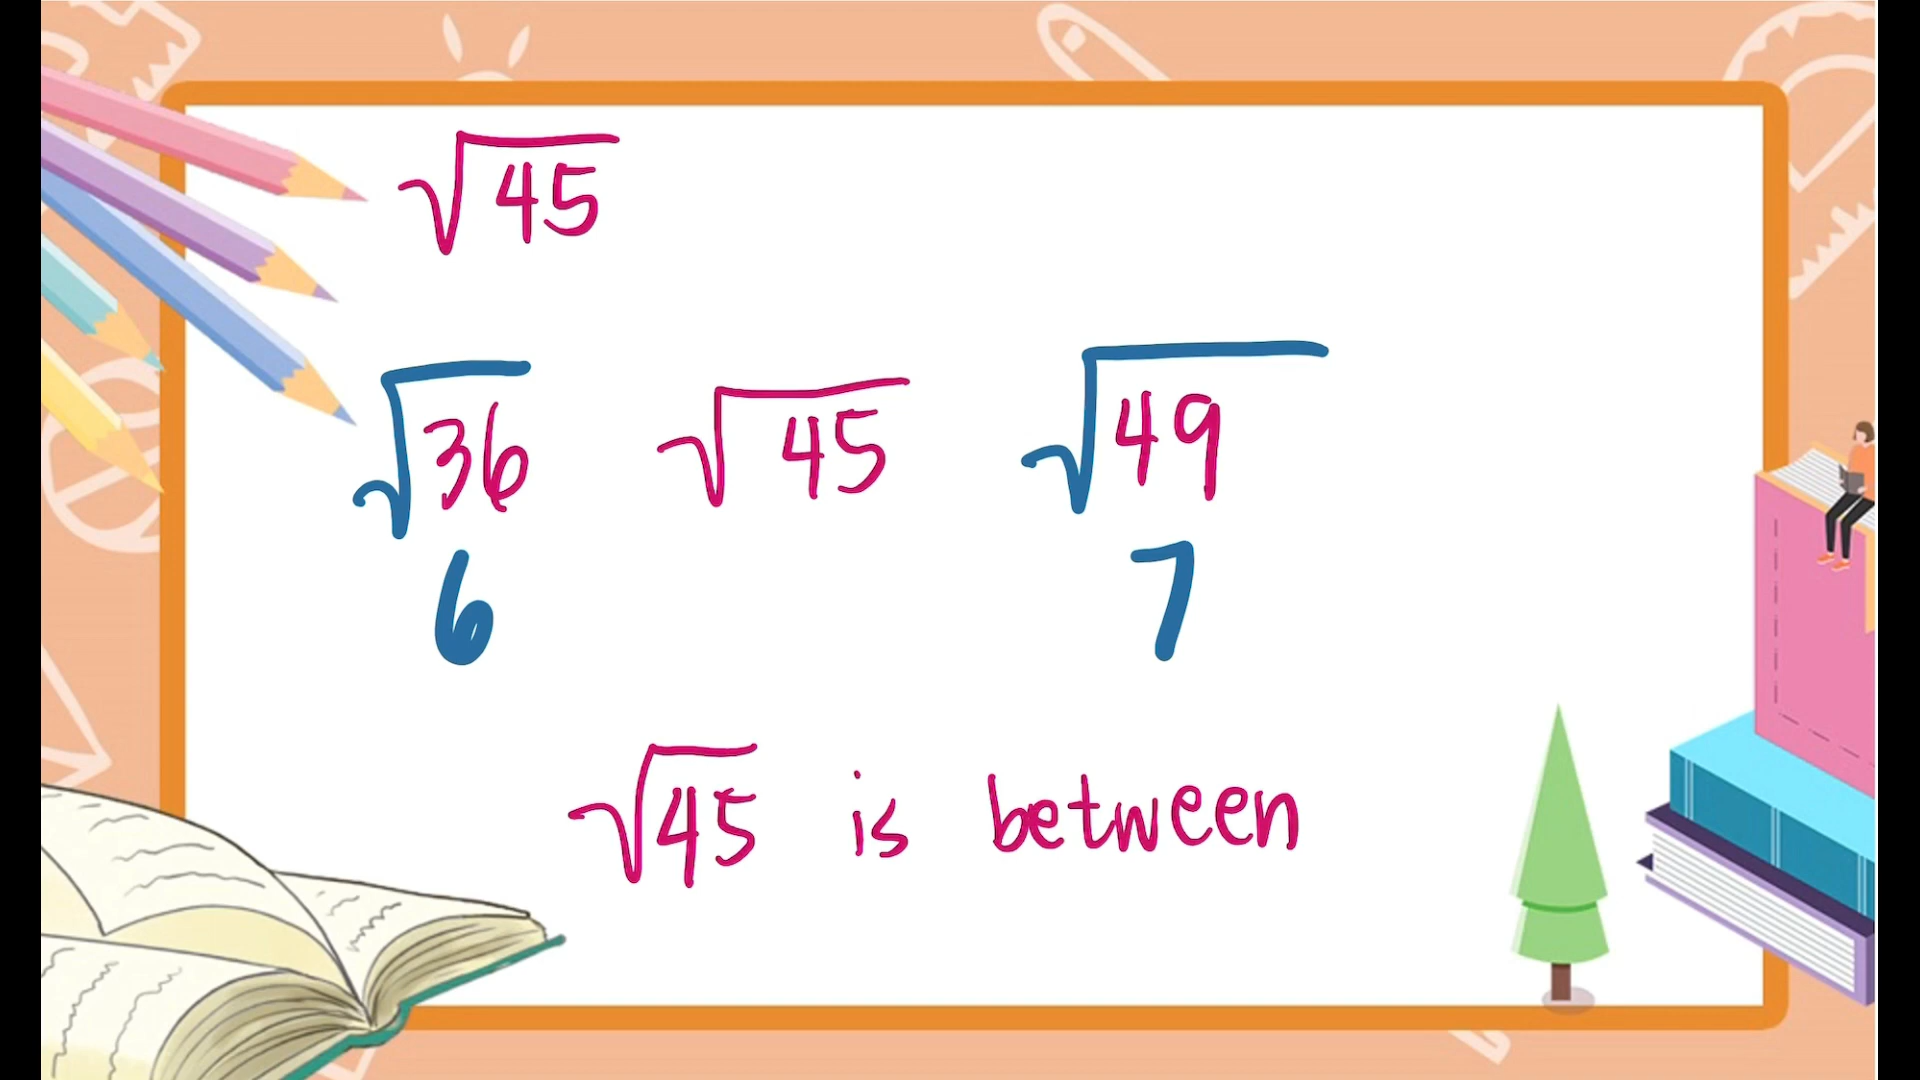 √45
√36 √45 √49
6 7
√45 is between